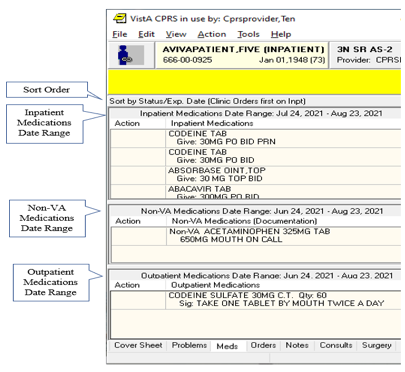 VistA CPRS in use by: Cprsprovider,Ten
File Edit View Action Tools Help
AVIVAPATIENT,FIVE (INPATIENT) 3N SR AS-2
666-00-0925 Jan 01,1948 (73) Provider: CPRS
Sort Order
Sort by Status/Exp. Date (Clinic Orders first on Inpt)
Inpatient
Medications
Date Range
Inpatient Medications Date Range: Jul 24, 2021 - Aug 23, 2021
Action Inpatient Medications
CODEINE TAB
Give: 30MG PO BID PRN
CODEINE TAB
Give: 30MG PO BID
ABSORBASE OINT,TOP
Give: 30 MG TOP BID
ABACAVIR TAB
Give: 300MG PO BID
Non-VA
Medications
Date Range
Non-VA Medications Date Range: Jun 24, 2021 - Aug 23, 2021
Action Non-VA Medications (Documentation)
Non-VA ACETAMINOPHEN 325MG TAB
650MG MOUTH ON CALL
Outpatient
Medications
Date Range
Outpatient Medications Date Range: Jun 24, 2021 - Aug 23, 2021
Action Outpatient Medications
CODEINE SULFATE 30MG C.T. Qty: 60
Sig: TAKE ONE TABLET BY MOUTH TWICE A DAY
Cover Sheet Problems Meds Orders Notes Consults Surgery